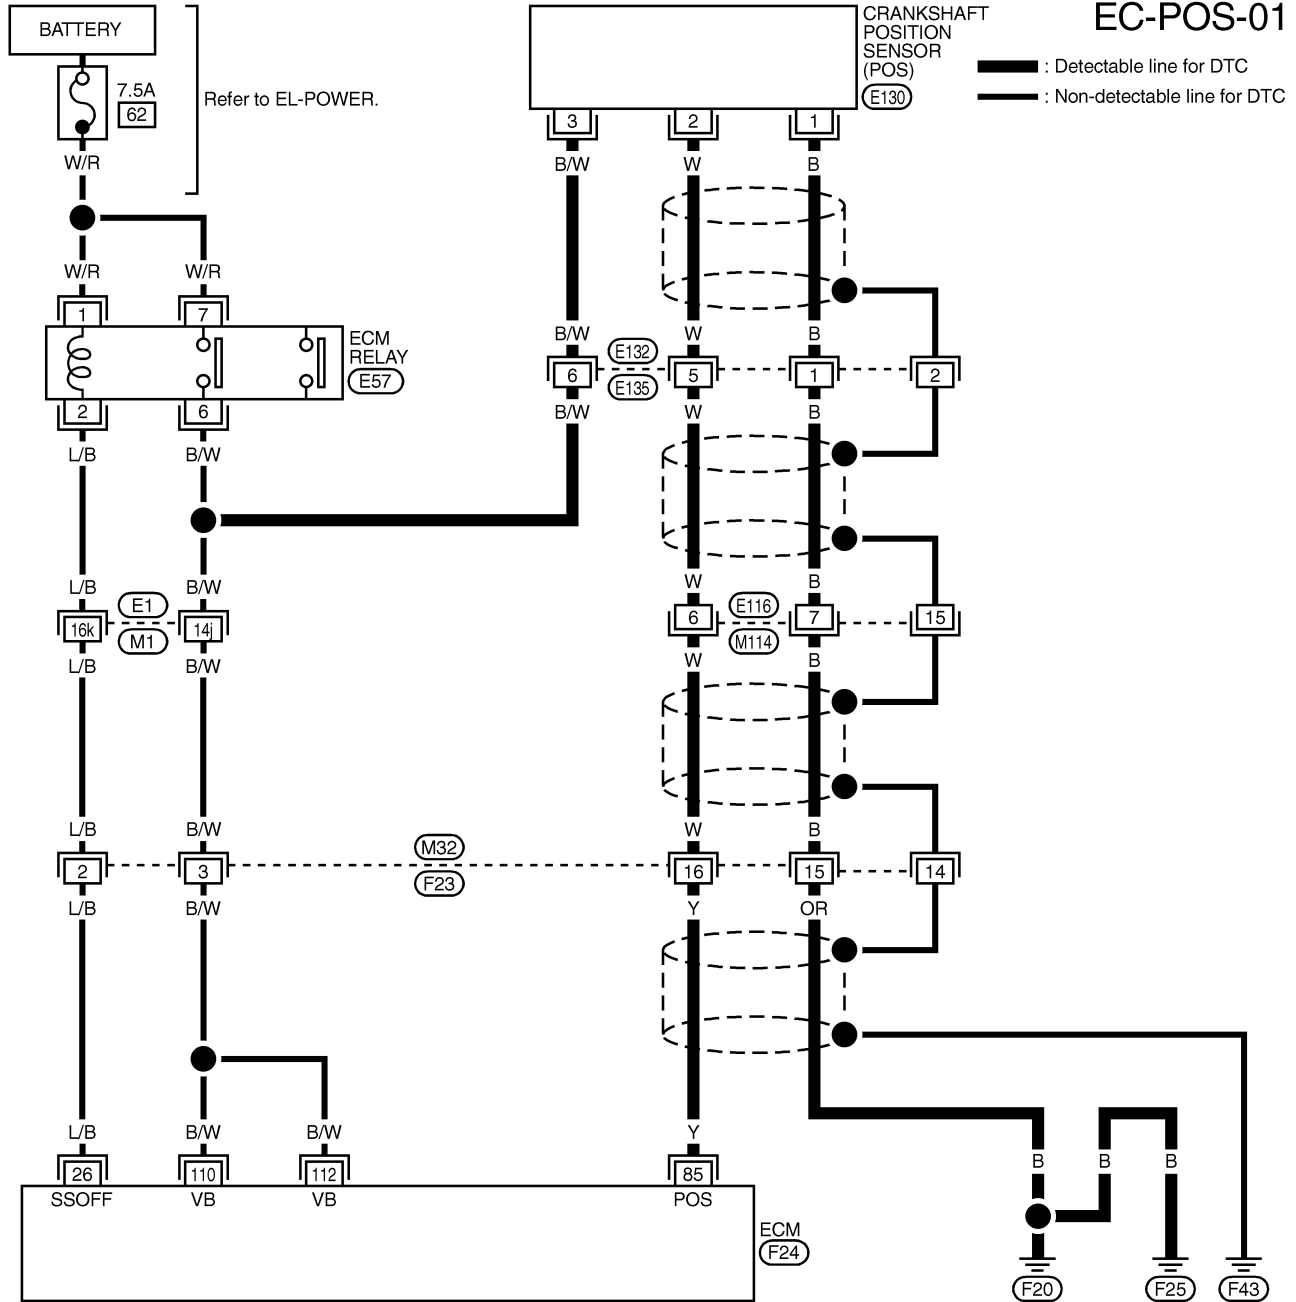 EC-POS-01
BATTERY
7.5A
62
Refer to EL-POWER.
CRANKSHAFT
POSITION
SENSOR
(POS)
E130
: Detectable line for DTC
: Non-detectable line for DTC
3 2 1
W/R B/W W B
W/R W/R
1 7
ECM
RELAY
E57
B/W W B
E132
6 5 1 2
E135
2 6
B/W W B
L/B B/W
L/B B/W W B
E1 E116
16k 14j 6 7 15
M1 M114
L/B B/W W B
L/B B/W W B
M32
2 3 16 15 14
F23
L/B B/W Y OR
L/B B/W B/W Y
B B B
26 110 112 85
SSOFF VB VB POS
ECM
F24
F20 F25 F43